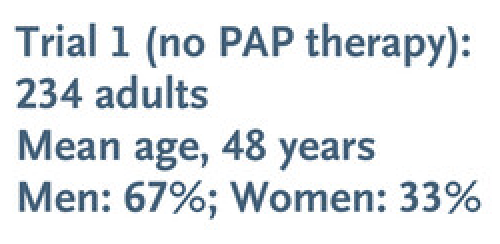 Trial 1 (no PAP therapy):
234 adults
Mean age, 48 years
Men: 67%; Women: 33%